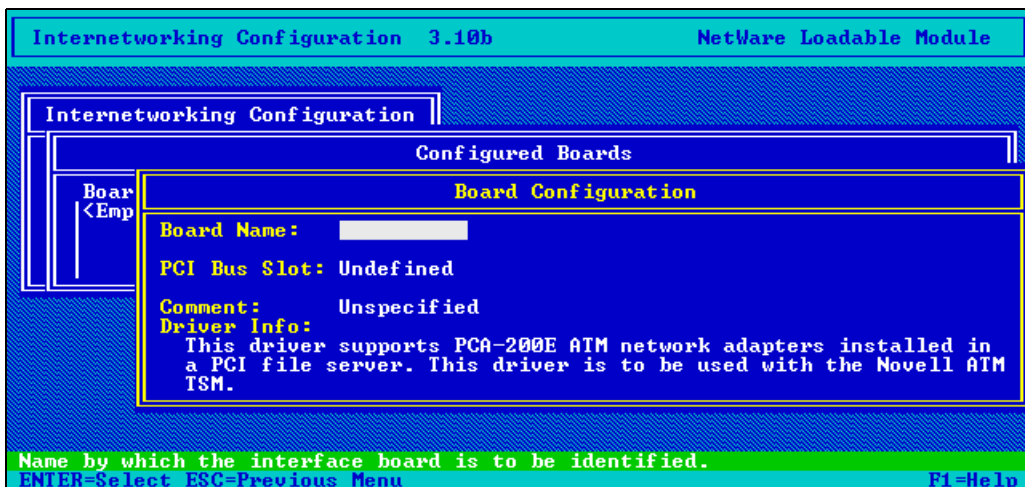 Internetworking Configuration 3.10b NetWare Loadable Module
Internetworking Configuration
Configured Boards
Boar
<Emp
Board Configuration
Board Name:
PCI Bus Slot: Undefined
Comment: Unspecified
Driver Info:
This driver supports PCA-200E ATM network adapters installed in
a PCI file server. This driver is to be used with the Novell ATM
TSM.
Name by which the interface board is to be identified.
ENTER=Select ESC=Previous Menu F1=Help